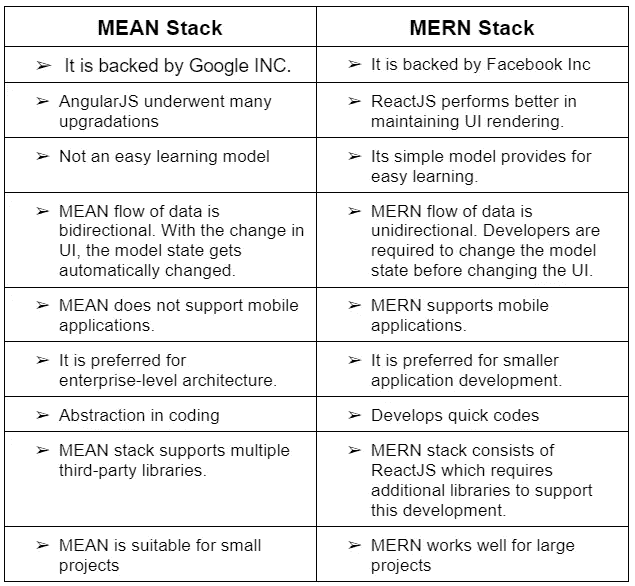 MEAN Stack
MERN Stack
➢ It is backed by Google INC.
➢ It is backed by Facebook Inc
➢ AngularJS underwent many
upgradations
➢ ReactJS performs better in
maintaining UI rendering.
➢ Not an easy learning model
➢ Its simple model provides for
easy learning.
➢ MEAN flow of data is
bidirectional. With the change in
UI, the model state gets
automatically changed.
➢ MERN flow of data is
unidirectional. Developers are
required to change the model
state before changing the UI.
➢ MEAN does not support mobile
applications.
➢ MERN supports mobile
applications.
➢ It is preferred for
enterprise-level architecture.
➢ It is preferred for smaller
application development.
➢ Abstraction in coding
➢ Develops quick codes
➢ MEAN stack supports multiple
third-party libraries.
➢ MERN stack consists of
ReactJS which requires
additional libraries to support
this development.
➢ MEAN is suitable for small
projects
➢ MERN works well for large
projects